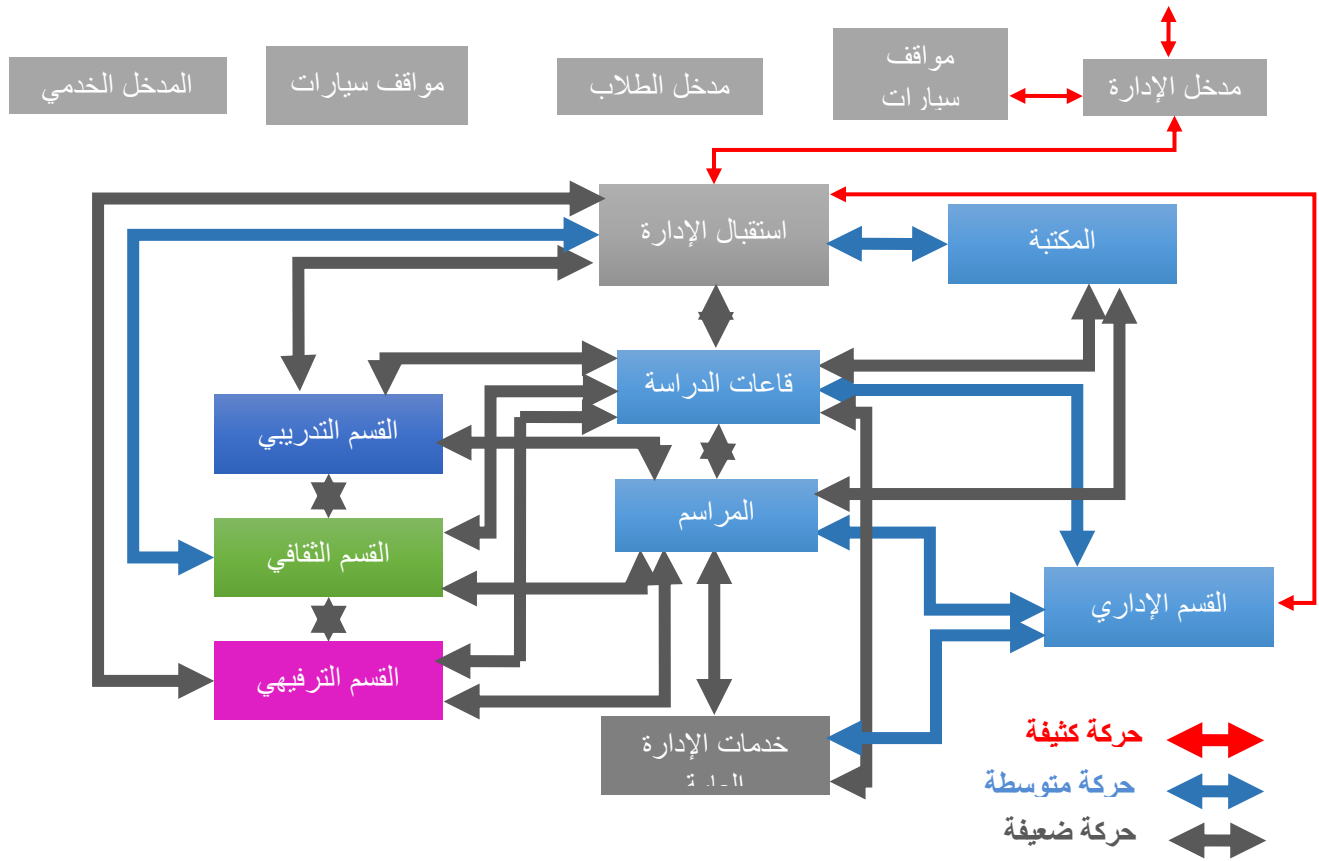 مدخل الإدارة
مواقف
سيارات
مدخل الطلاب
مواقف سيارات
المدخل الخدمي
استقبال الإدارة
المكتبة
قاعات الدراسة
القسم التدريبي
المراسم
القسم الثقافي
القسم الإداري
القسم الترفيهي
خدمات الإدارة
حركة كثيفة
حركة متوسطة
حركة ضعيفة